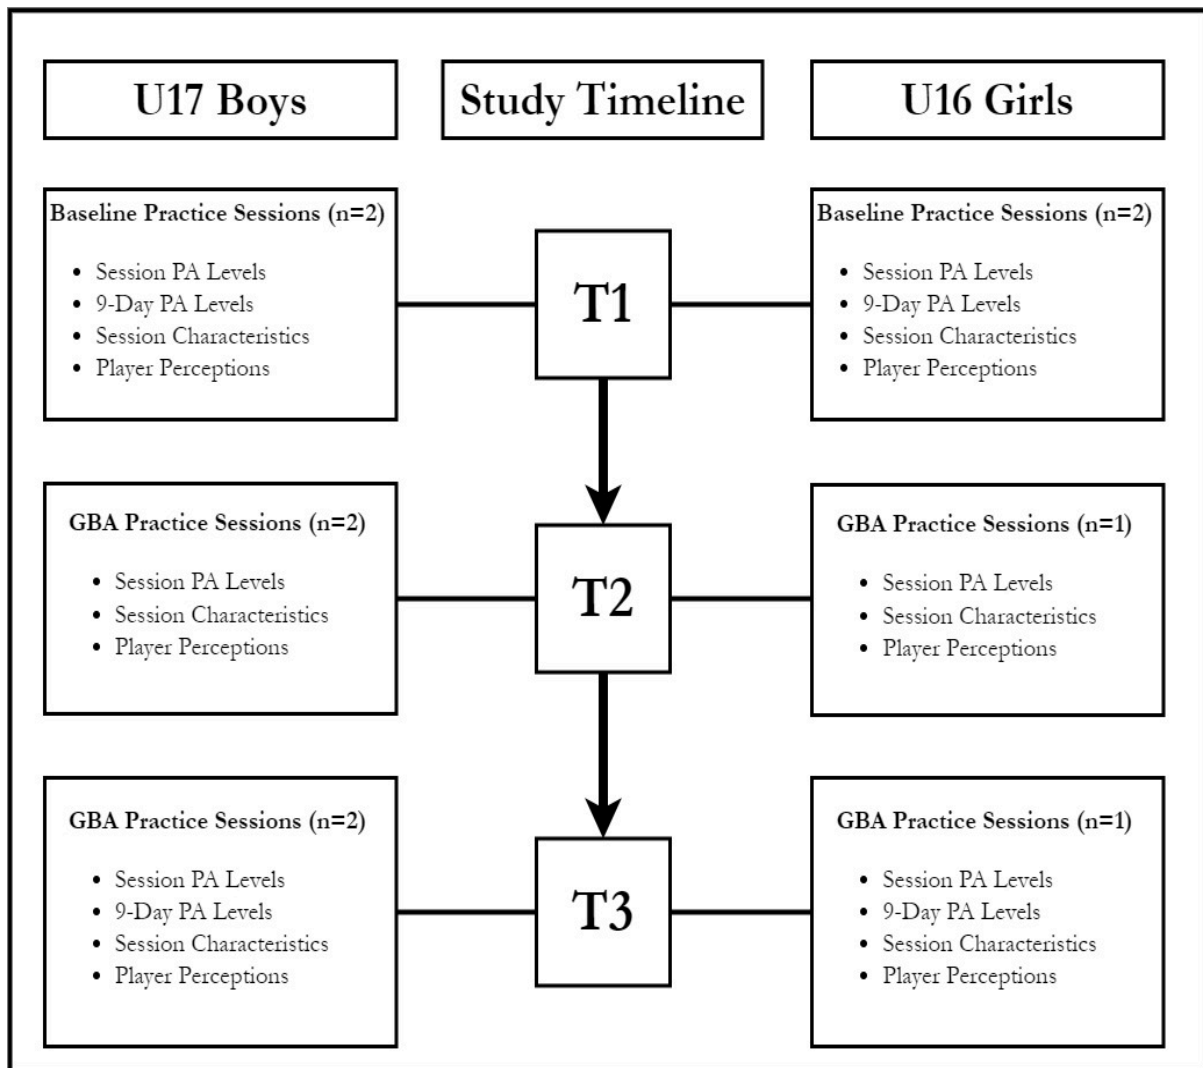 U17 Boys
Study Timeline
U16 Girls
Baseline Practice Sessions (n=2)
• Session PA Levels
• 9-Day PA Levels
• Session Characteristics
• Player Perceptions
T1
Baseline Practice Sessions (n=2)
• Session PA Levels
• 9-Day PA Levels
• Session Characteristics
• Player Perceptions
GBA Practice Sessions (n=2)
• Session PA Levels
• Session Characteristics
• Player Perceptions
T2
GBA Practice Sessions (n=1)
• Session PA Levels
• Session Characteristics
• Player Perceptions
GBA Practice Sessions (n=2)
• Session PA Levels
• 9-Day PA Levels
• Session Characteristics
• Player Perceptions
T3
GBA Practice Sessions (n=1)
• Session PA Levels
• 9-Day PA Levels
• Session Characteristics
• Player Perceptions